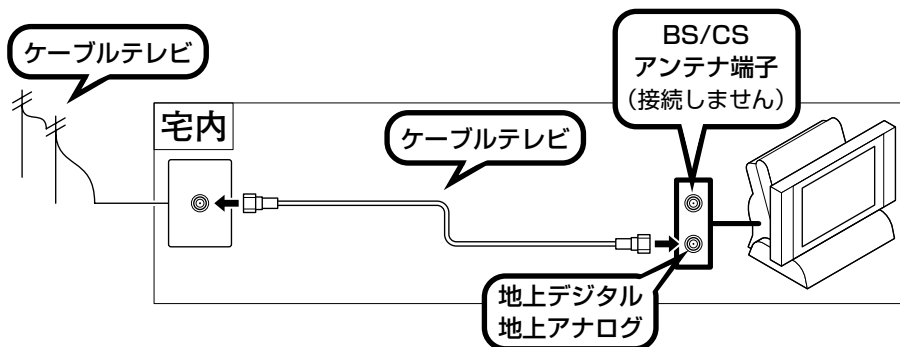 ケーブルテレビ
BS/CS
アンテナ端子
（接続しません）
宅内
ケーブルテレビ
地上デジタル
地上アナログ